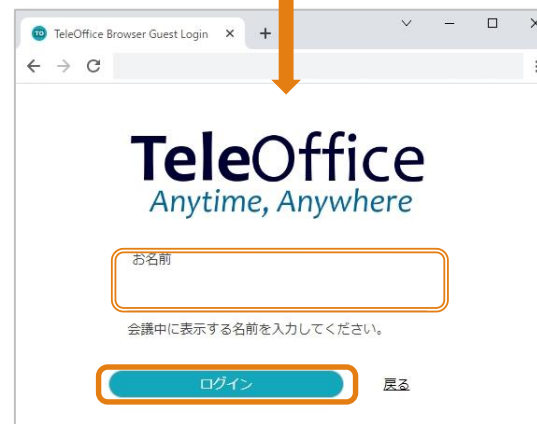 TeleOffice Browser Guest Login
TeleOffice
Anytime, Anywhere
お名前
会議中に表示する名前を入力してください。
ログイン
戻る